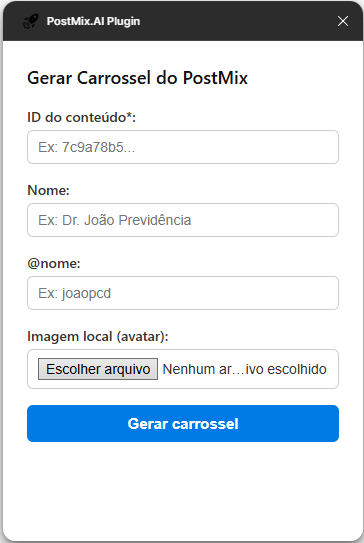 PostMix.AI Plugin
Gerar Carrossel do PostMix
ID do conteúdo*:
Ex: 7c9a78b5...
Nome:
Ex: Dr. João Previdência
@nome:
Ex: joaopcd
Imagem local (avatar):
Escolher arquivo Nenhum ar…ivo escolhido
Gerar carrossel